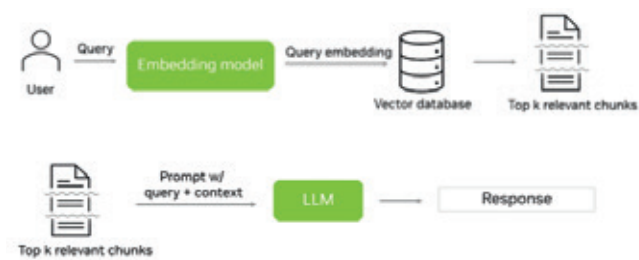 Query
Embedding model
Query embedding
User
Vector database
Top k relevant chunks
Prompt w/
query + context
LLM
Response
Top k relevant chunks